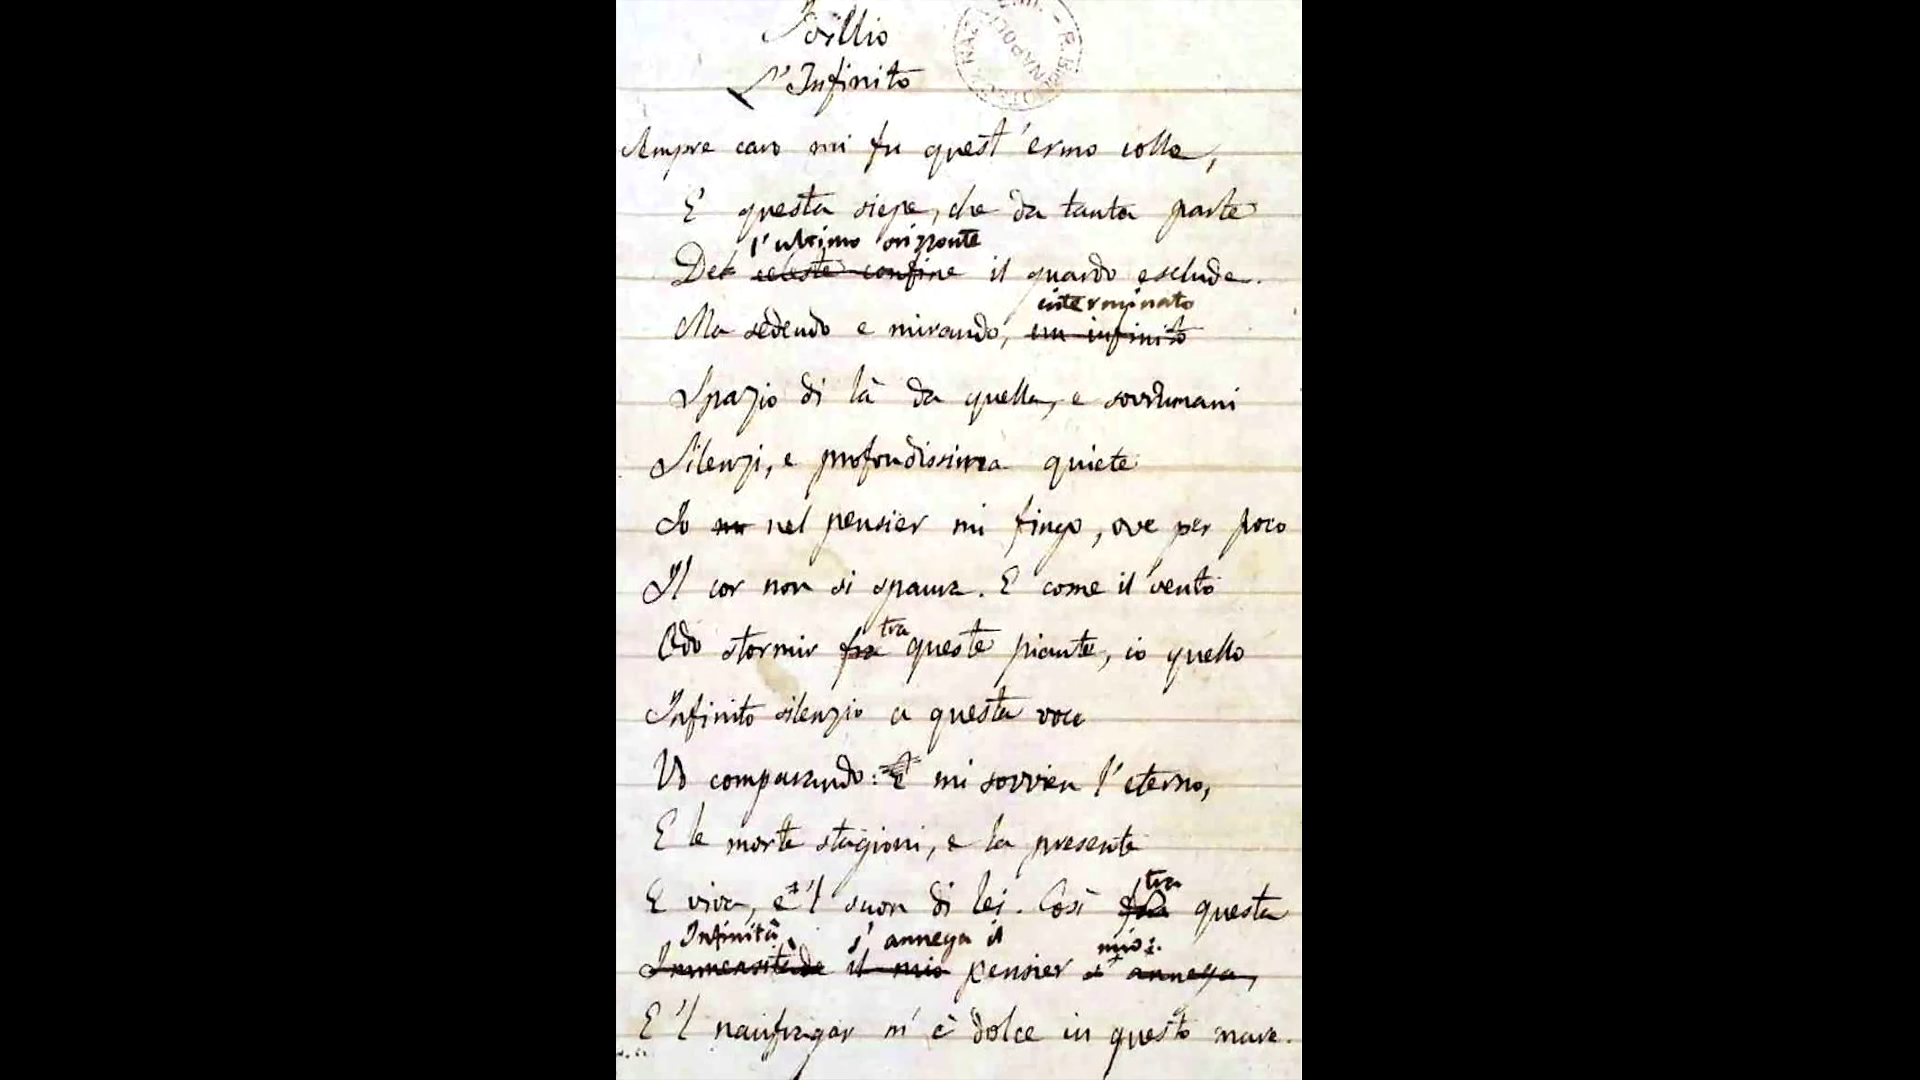 Idillio
L'Infinito
Sempre caro mi fu quest'ermo colle,
E questa siepe, che da tanta parte
l'ultimo orizzonte
Del celeste confine il guardo esclude.
interminato
Ma sedendo e mirando, un infinito
Spazio di là da quella, e sovrumani
Silenzi, e profondissima quiete
Io nel pensier mi fingo, ove per poco
Il cor non si spaura. E come il vento
tra
Odo stormir fra queste piante, io quello
Infinito silenzio a questa voce
Vo comparando: E mi sovvien l'eterno,
E le morte stagioni, e la presente
tra
E viva, e 'l suon di lei. Così fra questa
Infinità s'annega il mio:
Immensitade il mio pensier s'annega,
E 'l naufragar m'è dolce in questo mare.